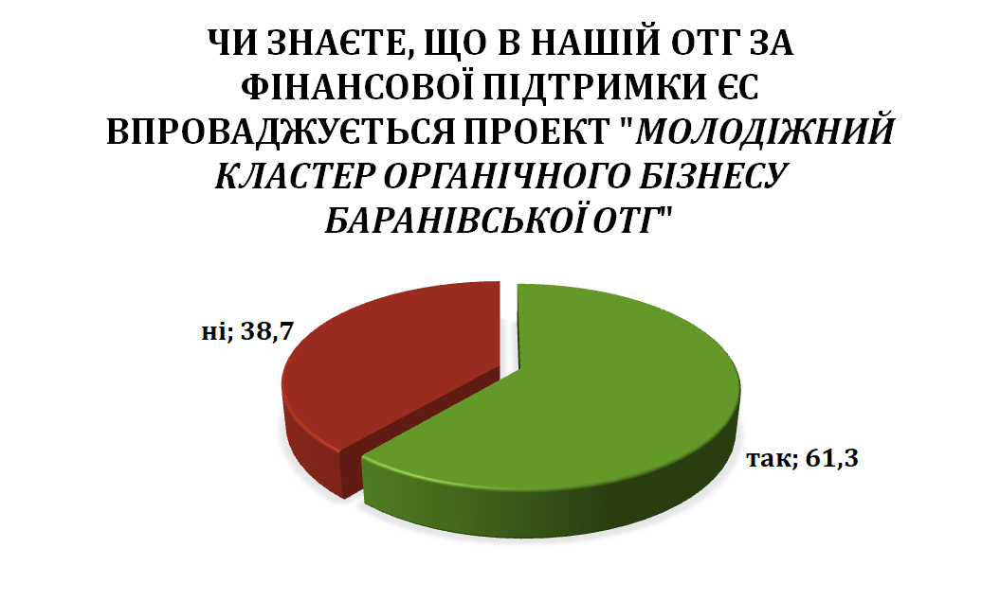 ЧИ ЗНАЄТЕ, ЩО В НАШІЙ ОТГ ЗА
ФІНАНСОВОЇ ПІДТРИМКИ ЄС
ВПРОВАДЖУЄТЬСЯ ПРОЕКТ "МОЛОДІЖНИЙ
КЛАСТЕР ОРГАНІЧНОГО БІЗНЕСУ
БАРАНІВСЬКОЇ ОТГ"
ні; 38,7
так; 61,3